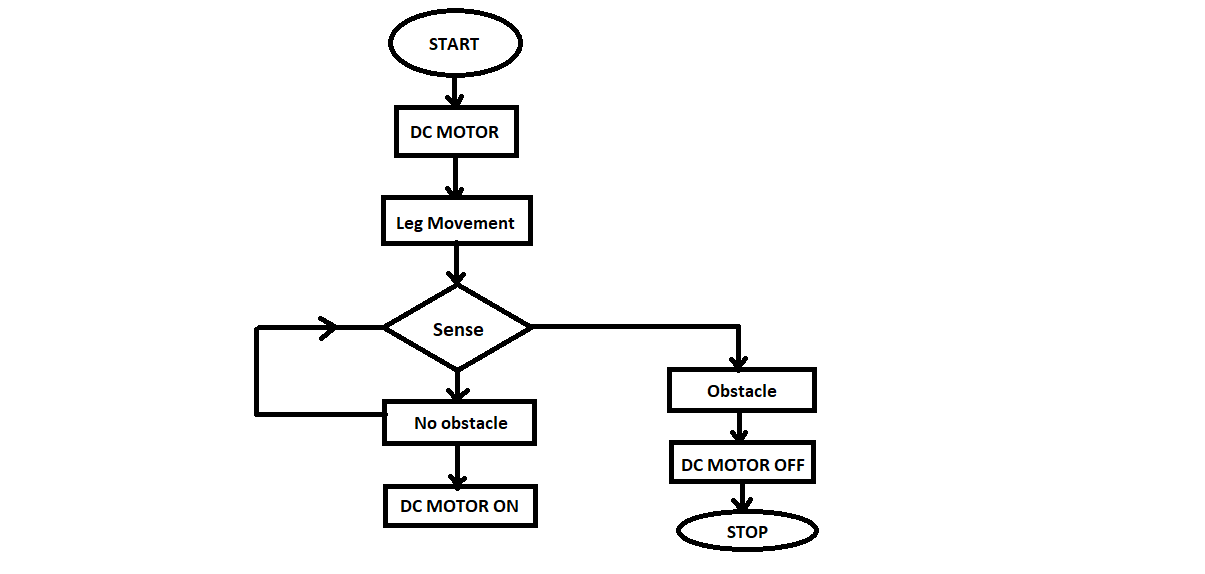 START
DC MOTOR
Leg Movement
Sense
No obstacle
DC MOTOR ON
Obstacle
DC MOTOR OFF
STOP